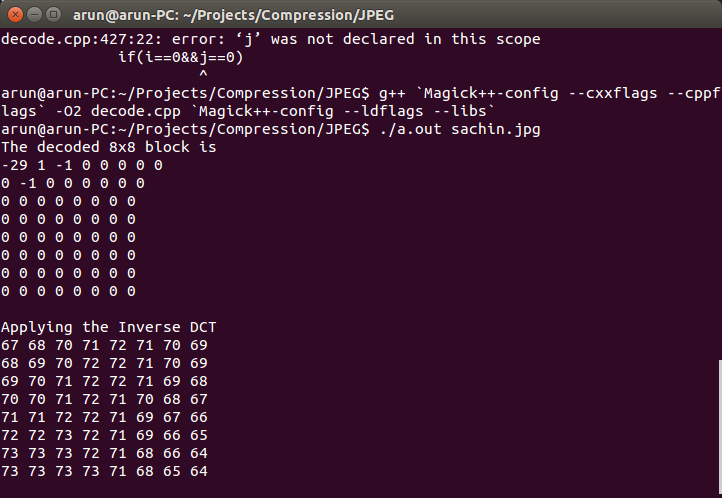 arun@arun-PC: ~/Projects/Compression/JPEG
decode.cpp:427:22: error: ‘j’ was not declared in this scope
             if(i==0&&j==0)
                      ^
arun@arun-PC:~/Projects/Compression/JPEG$ g++ `Magick++-config --cxxflags --cppf
lags` -O2 decode.cpp `Magick++-config --ldflags --libs`
arun@arun-PC:~/Projects/Compression/JPEG$ ./a.out sachin.jpg
The decoded 8x8 block is
-29 1 -1 0 0 0 0 0
0 -1 0 0 0 0 0 0
0 0 0 0 0 0 0 0
0 0 0 0 0 0 0 0
0 0 0 0 0 0 0 0
0 0 0 0 0 0 0 0
0 0 0 0 0 0 0 0
0 0 0 0 0 0 0 0

Applying the Inverse DCT
67 68 70 71 72 71 70 69
68 69 70 72 72 71 70 69
69 70 71 72 72 71 69 68
70 70 71 72 71 70 68 67
71 71 72 72 71 69 67 66
72 72 73 72 71 69 66 65
73 73 73 72 71 68 66 64
73 73 73 73 71 68 65 64